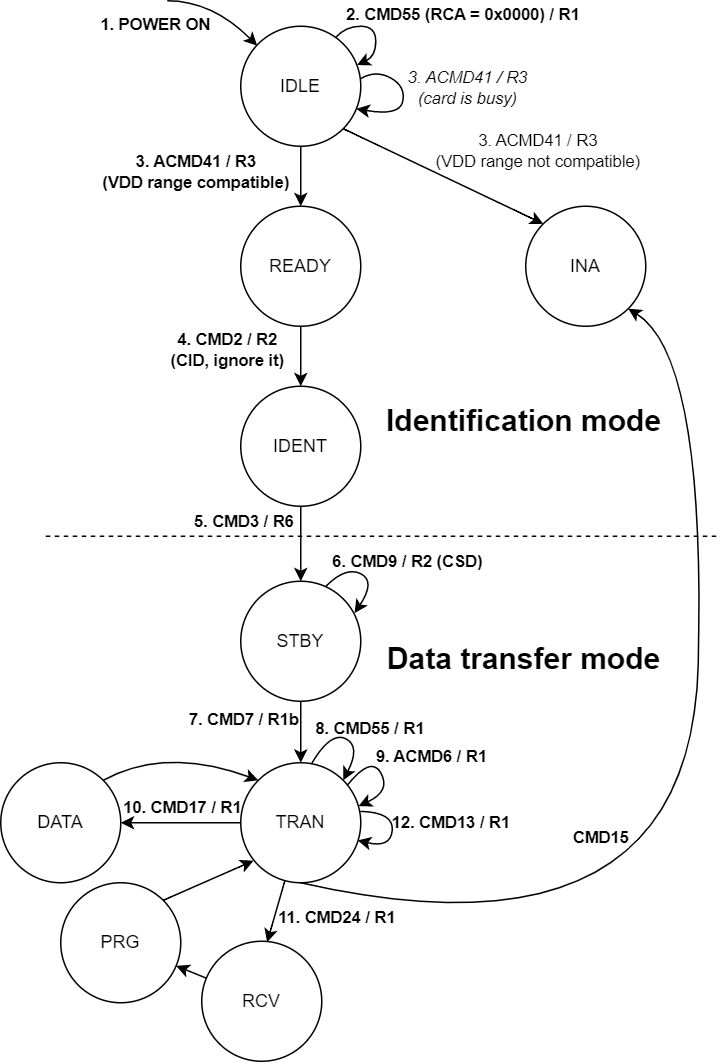 1. POWER ON
2. CMD55 (RCA = 0x0000) / R1
IDLE
3. ACMD41 / R3
(card is busy)
3. ACMD41 / R3
(VDD range compatible)
3. ACMD41 / R3
(VDD range not compatible)
READY
INA
4. CMD2 / R2
(CID, ignore it)
IDENT
Identification mode
5. CMD3 / R6
6. CMD9 / R2 (CSD)
STBY
Data transfer mode
7. CMD7 / R1b
8. CMD55 / R1
9. ACMD6 / R1
DATA
10. CMD17 / R1
TRAN
12. CMD13 / R1
CMD15
11. CMD24 / R1
PRG
RCV